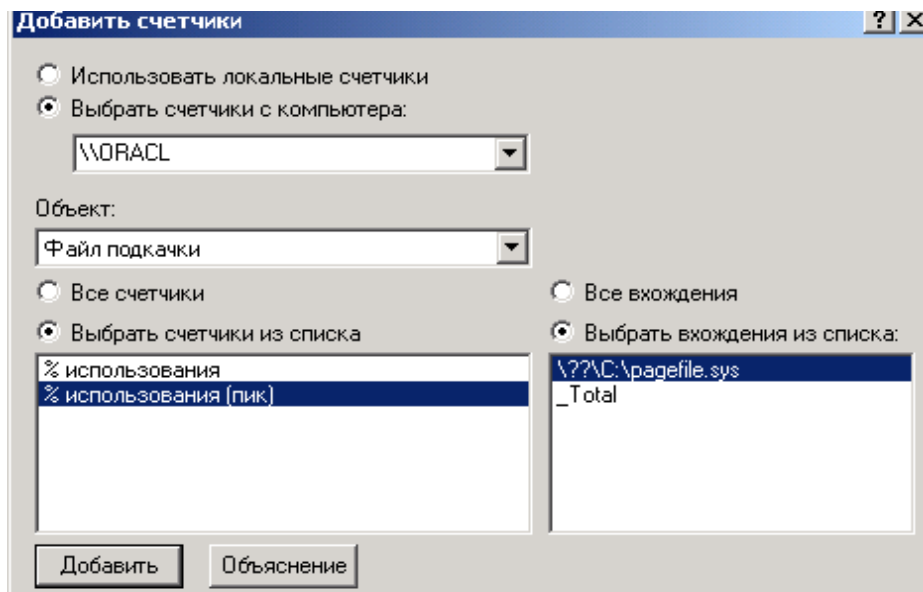 Добавить счетчики
Использовать локальные счетчики
Выбрать счетчики с компьютера:
\\ORACL
Объект:
Файл подкачки
Все счетчики
Выбрать счетчики из списка
% использования
% использования (пик)
Все вхождения
Выбрать вхождения из списка:
\??\C:\pagefile.sys
_Total
Добавить
Объяснение